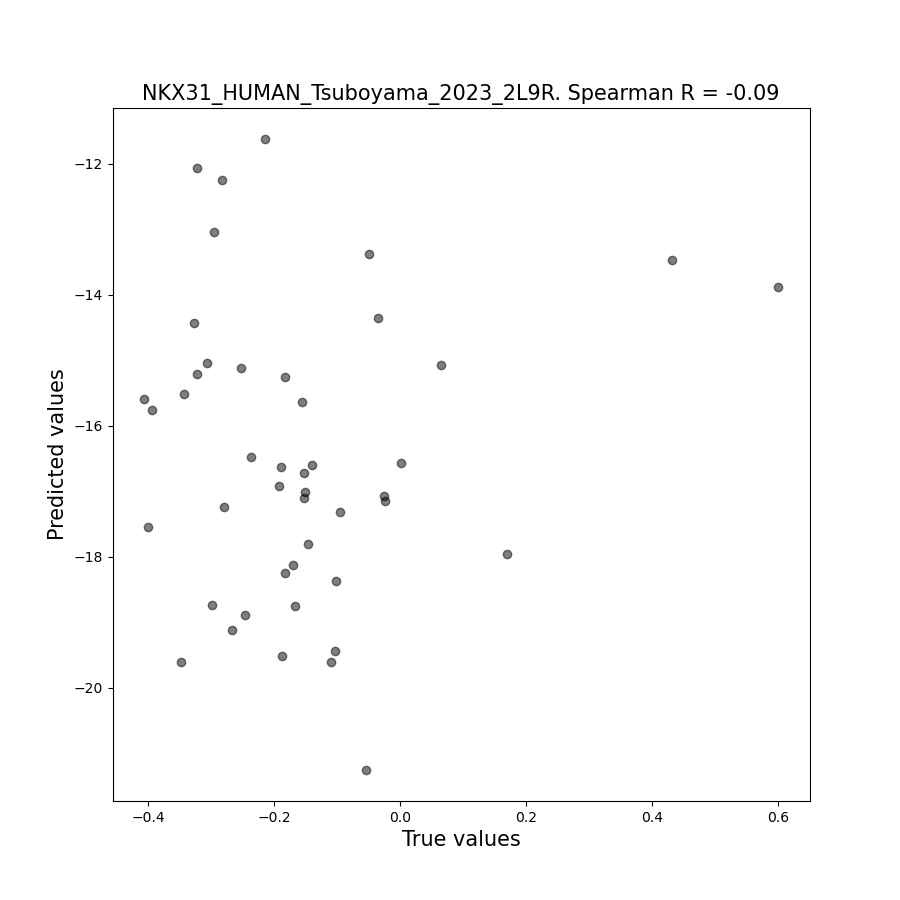 NKX31_HUMAN_Tsuboyama_2023_2L9R. Spearman R = -0.09
−12
−14
−16
−18
−20
Predicted values
−0.4 −0.2 0.0 0.2 0.4 0.6
True values